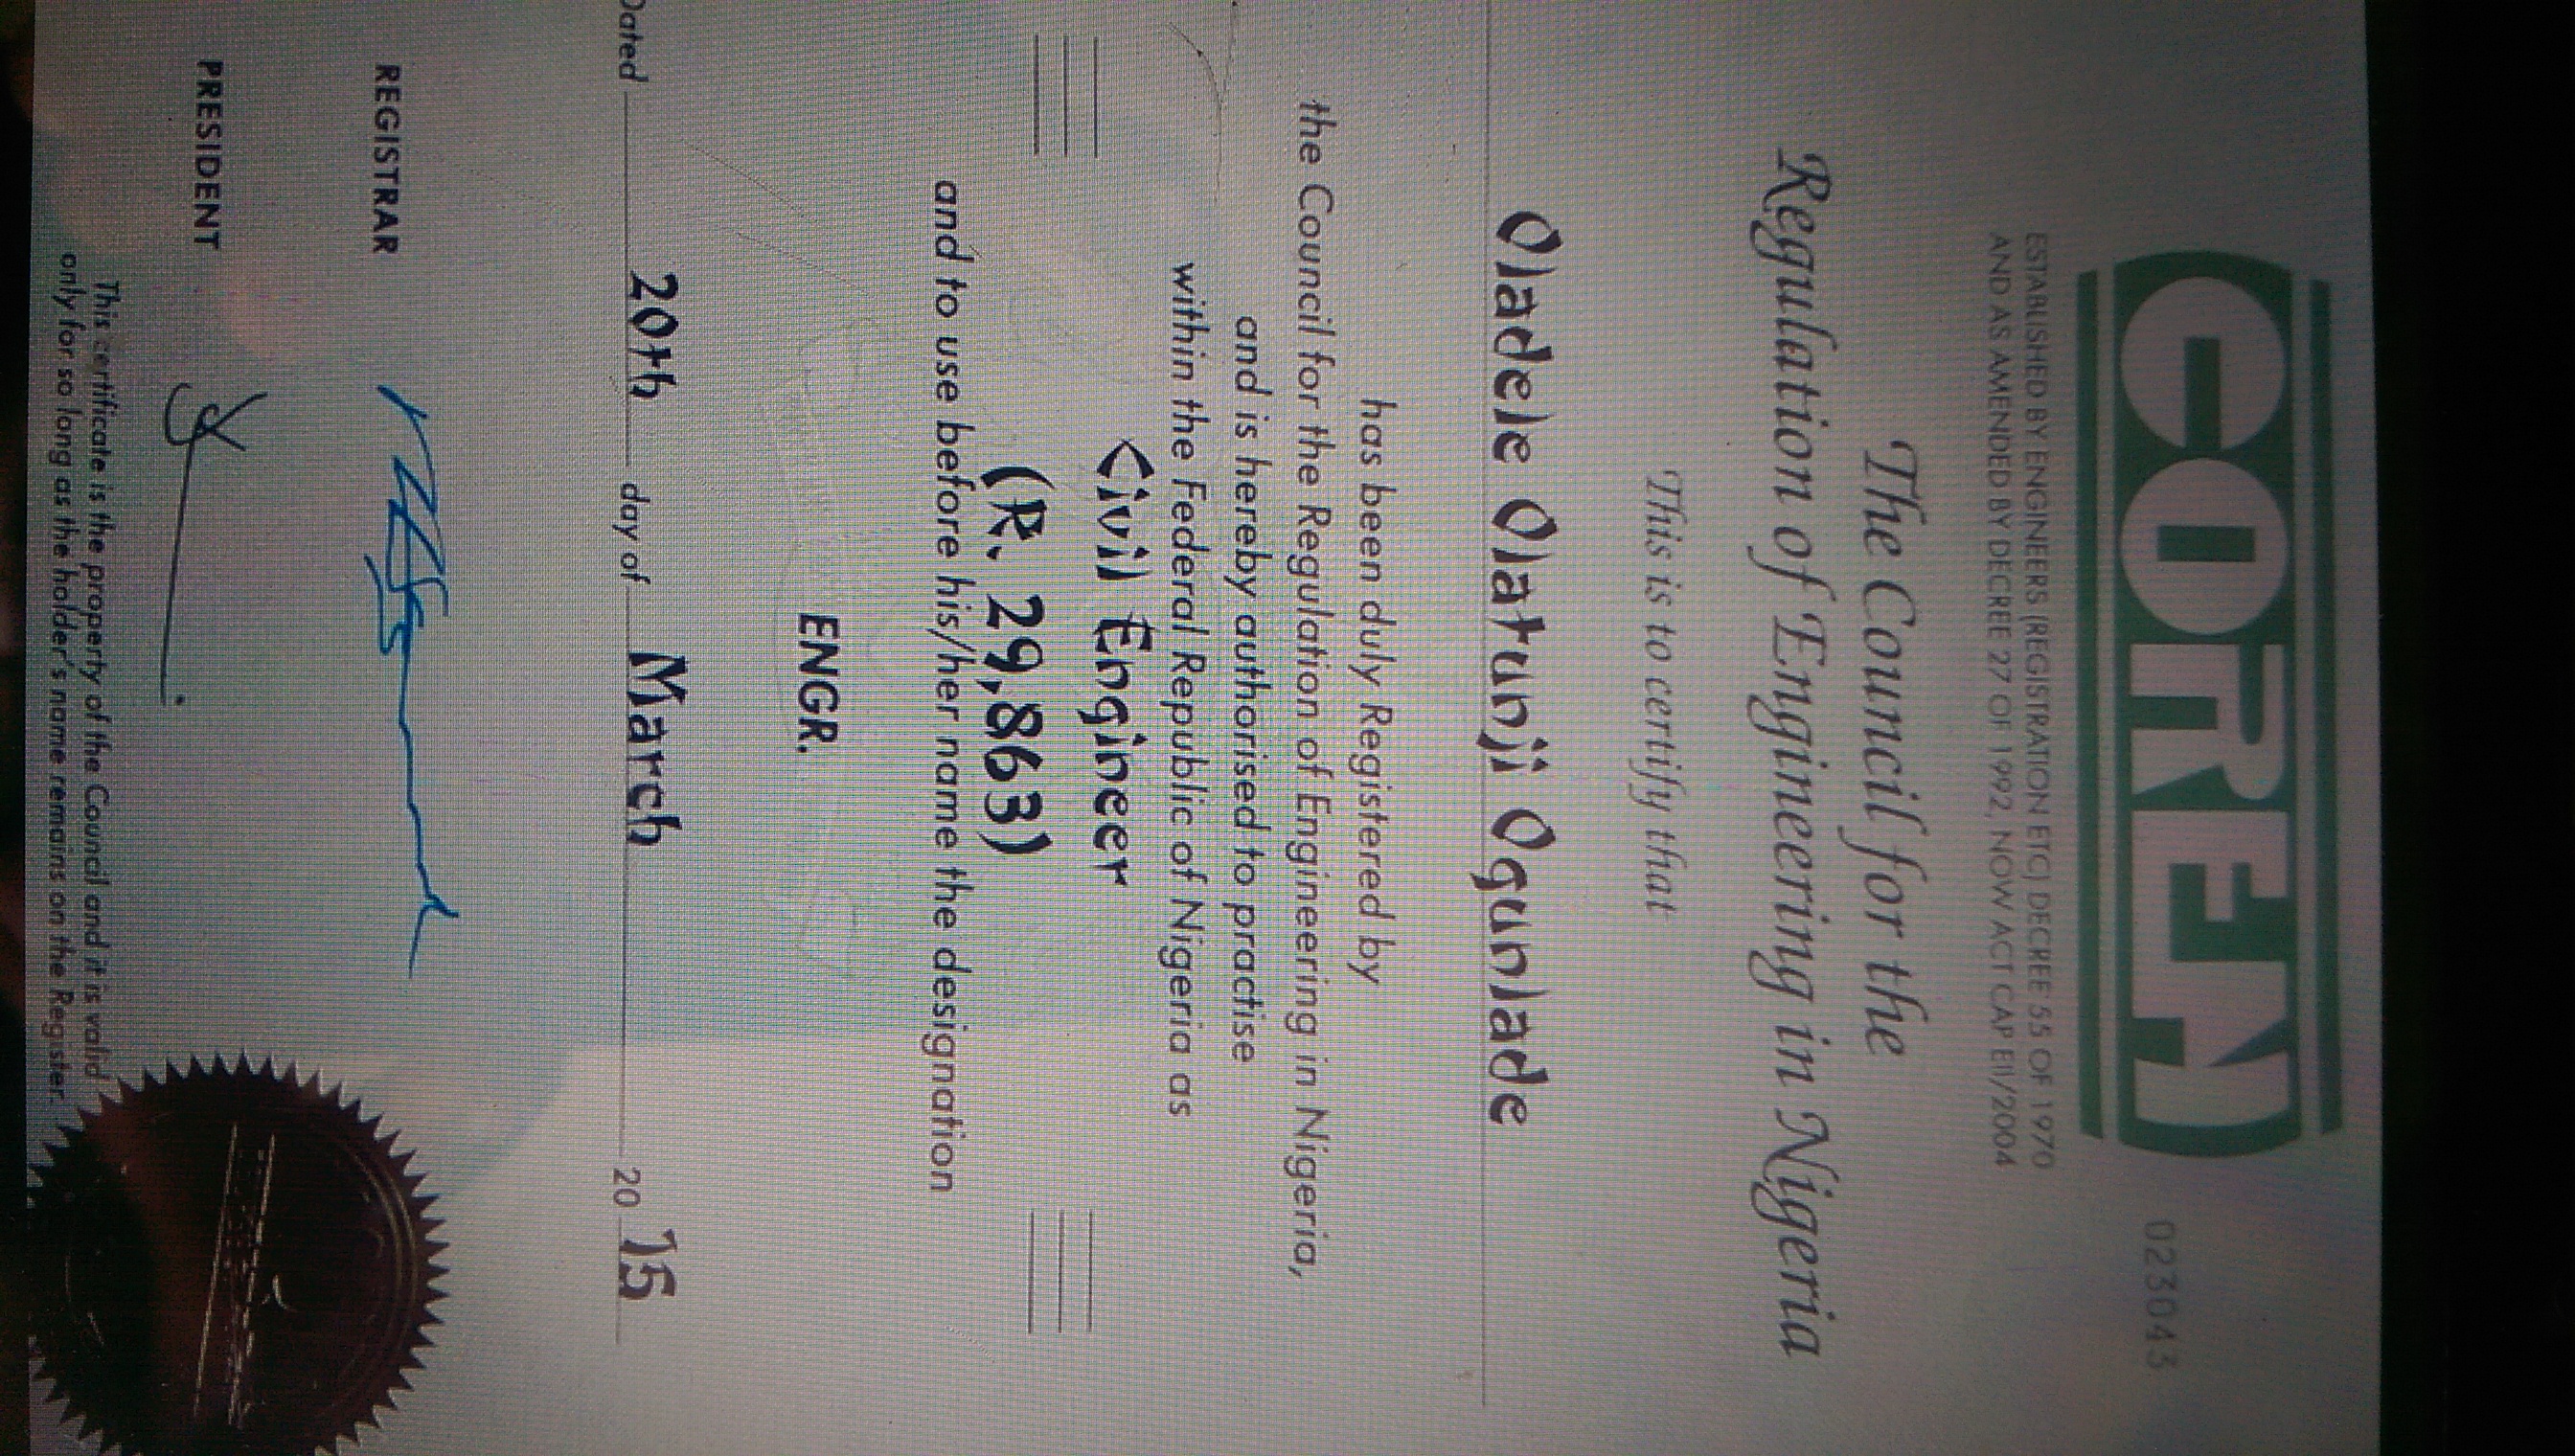 COREN
023043
ESTABLISHED BY ENGINEERS (REGISTRATION ETC) DECREE 55 OF 1970
AND AS AMENDED BY DECREE 27 OF 1992, NOW ACT CAP E11/2004
The Council for the
Regulation of Engineering in Nigeria
This is to certify that
Oladele Olatunji Ogunlade
has been duly Registered by
the Council for the Regulation of Engineering in Nigeria,
and is hereby authorised to practise
within the Federal Republic of Nigeria as
Civil Engineer
(R. 29,863)
and to use before his/her name the designation
ENGR.
Dated 20th day of March 20 15
REGISTRAR
PRESIDENT
This certificate is the property of the Council and it is valid
only for so long as the holder's name remains on the Register.